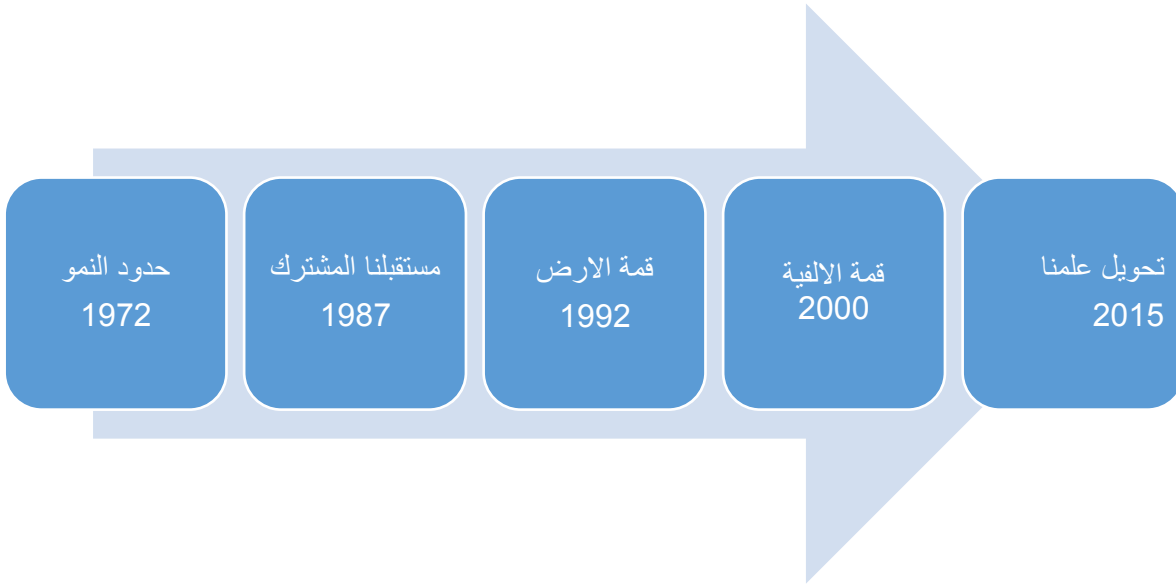 حدود النمو
1972
مستقبلنا المشترك
1987
قمة الارض
1992
قمة الالفية
2000
تحويل علمنا
2015